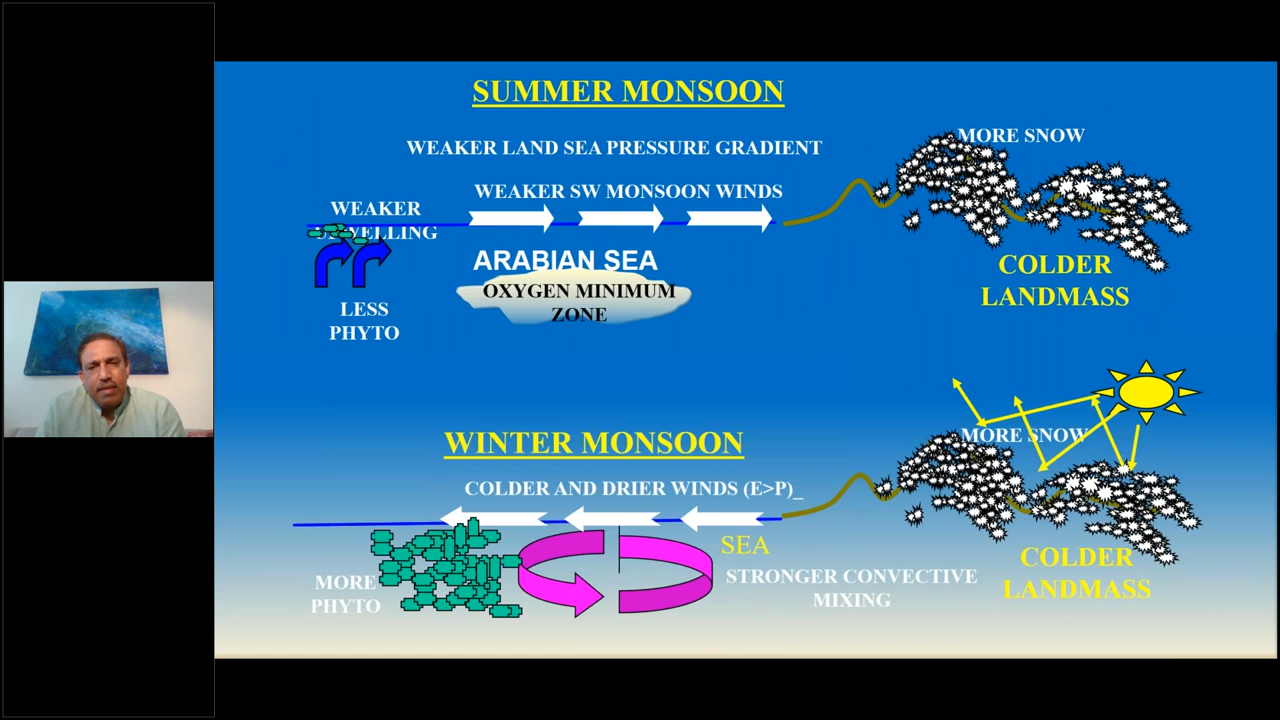 SUMMER MONSOON
MORE SNOW
WEAKER LAND SEA PRESSURE GRADIENT
WEAKER SW MONSOON WINDS
WEAKER
UPWELLING
ARABIAN SEA
OXYGEN MINIMUM
ZONE
COLDER
LANDMASS
LESS
PHYTO
WINTER MONSOON
MORE SNOW
COLDER AND DRIER WINDS (E>P)_
SEA
STRONGER CONVECTIVE
MIXING
MORE
PHYTO
COLDER
LANDMASS